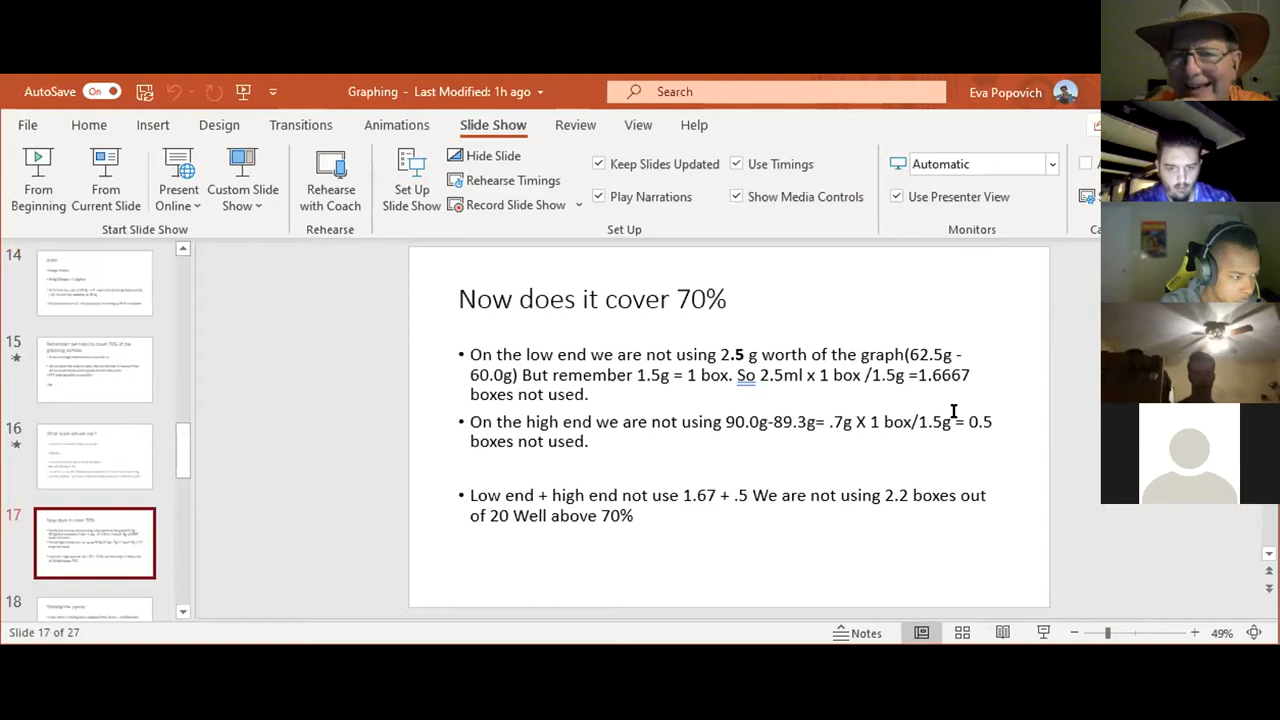 AutoSave On Graphing - Last Modified: 1h ago Search Eva Popovich
File Home Insert Design Transitions Animations Slide Show Review View Help
From Beginning
From Current Slide
Present Online
Custom Slide Show
Start Slide Show
Rehearse with Coach
Rehearse
Set Up Slide Show
Hide Slide
Rehearse Timings
Record Slide Show
Keep Slides Updated
Use Timings
Play Narrations
Show Media Controls
Set Up
Automatic
Use Presenter View
Monitors
14
15
16
17
18
Now does it cover 70%
• On the low end we are not using 2.5 g worth of the graph(62.5g -
60.0g) But remember 1.5g = 1 box. So 2.5ml x 1 box /1.5g =1.6667
boxes not used.
• On the high end we are not using 90.0g-89.3g= .7g X 1 box/1.5g = 0.5
boxes not used.
• Low end + high end not use 1.67 + .5 We are not using 2.2 boxes out
of 20 Well above 70%
Slide 17 of 27
Notes
49%